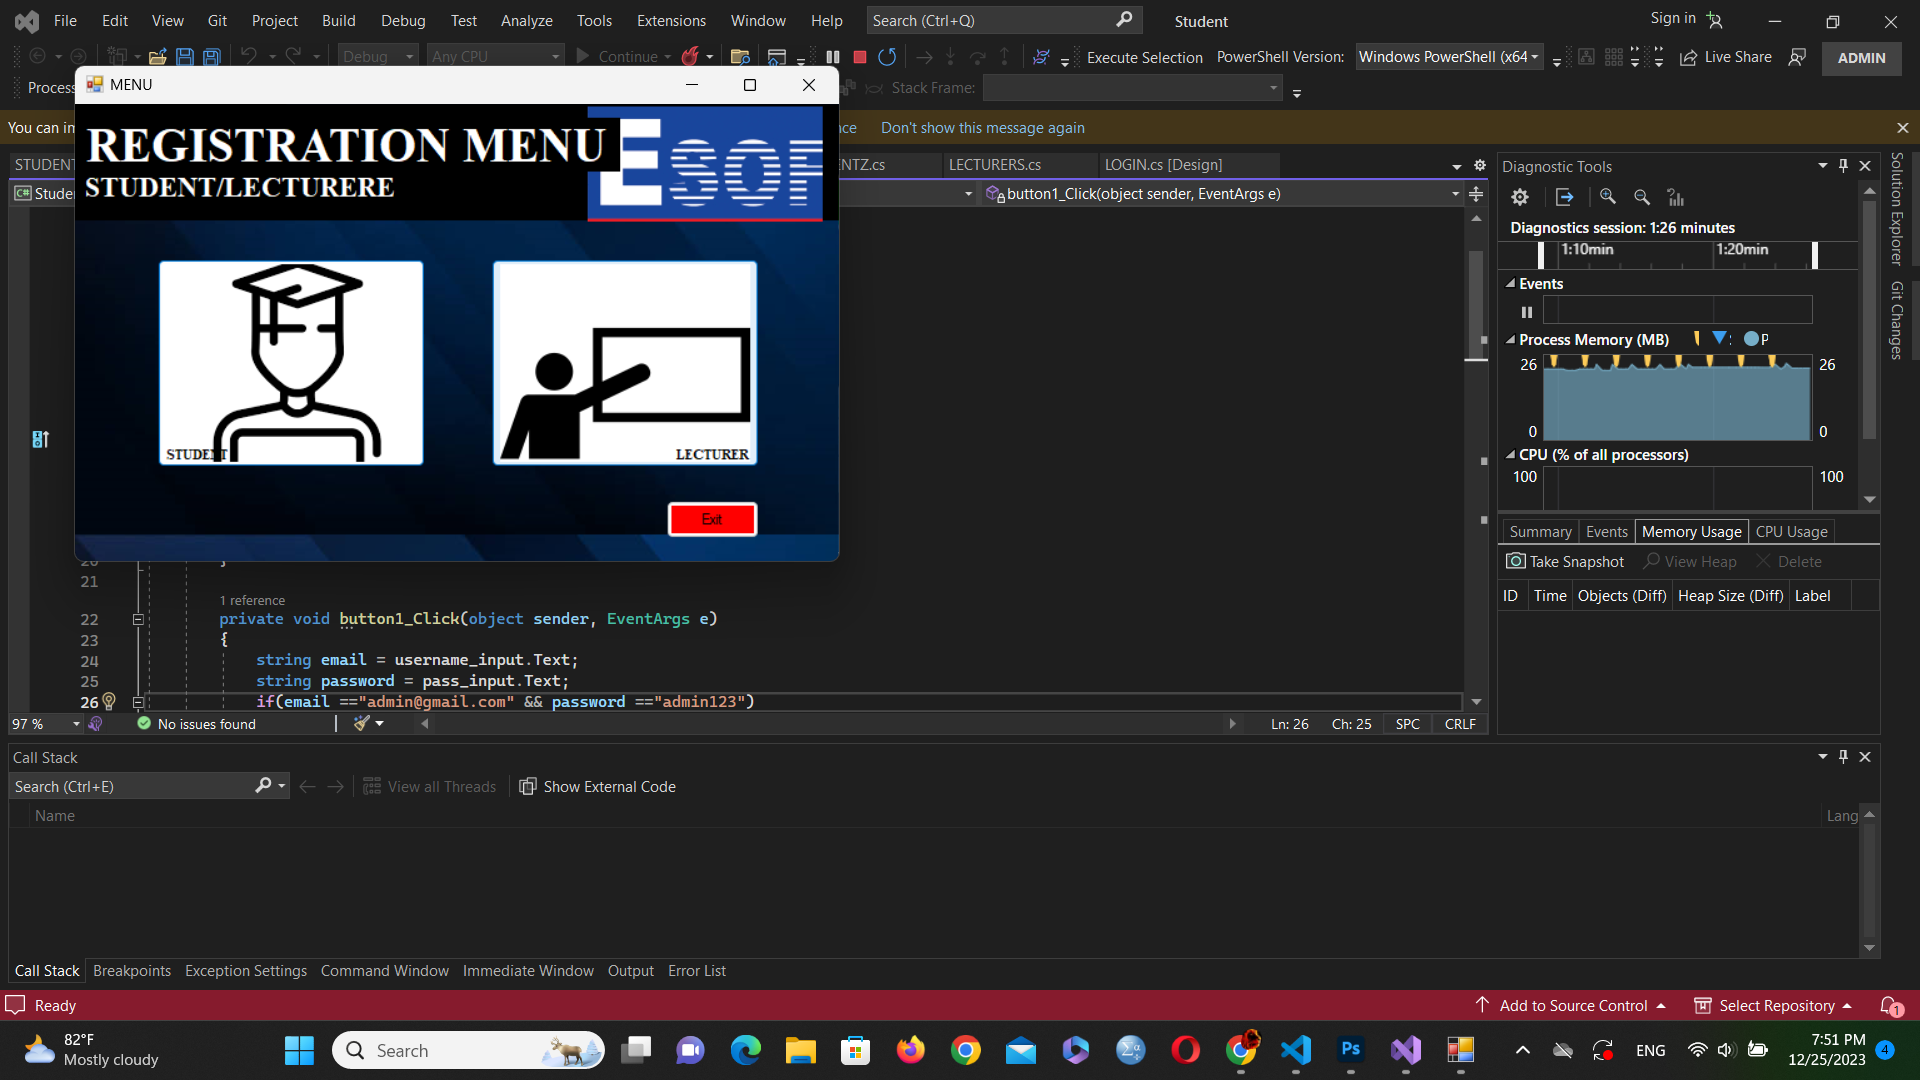 File Edit View Git Project Build Debug Test Analyze Tools Extensions Window Help Search (Ctrl+Q) Student Sign in
Debug Any CPU Continue Execute Selection PowerShell Version: Windows PowerShell (x64 Live Share ADMIN
Process Stack Frame:
MENU
You can in
Don't show this message again
REGISTRATION MENU
STUDENT/LECTURERE
ESOF
STUDENT
NTZ.cs LECTURERS.cs LOGIN.cs [Design]
C# Stude
button1_Click(object sender, EventArgs e)
STUDENT
LECTURER
Exit
21
1 reference
22 private void button1_Click(object sender, EventArgs e)
23 {
24 string email = username_input.Text;
25 string password = pass_input.Text;
26 if(email =="admin@gmail.com" && password =="admin123")
97 % No issues found Ln: 26 Ch: 25 SPC CRLF
Diagnostic Tools
Diagnostics session: 1:26 minutes
1:10min 1:20min
Events
Process Memory (MB) P
26 26
0 0
CPU (% of all processors)
100 100
Summary Events Memory Usage CPU Usage
Take Snapshot View Heap Delete
ID Time Objects (Diff) Heap Size (Diff) Label
Solution Explorer
Git Changes
Call Stack
Search (Ctrl+E) View all Threads Show External Code
Name Lang
Call Stack Breakpoints Exception Settings Command Window Immediate Window Output Error List
Ready Add to Source Control Select Repository 1
82°F
Mostly cloudy
Search
Ps
ENG
7:51 PM
12/25/2023
4